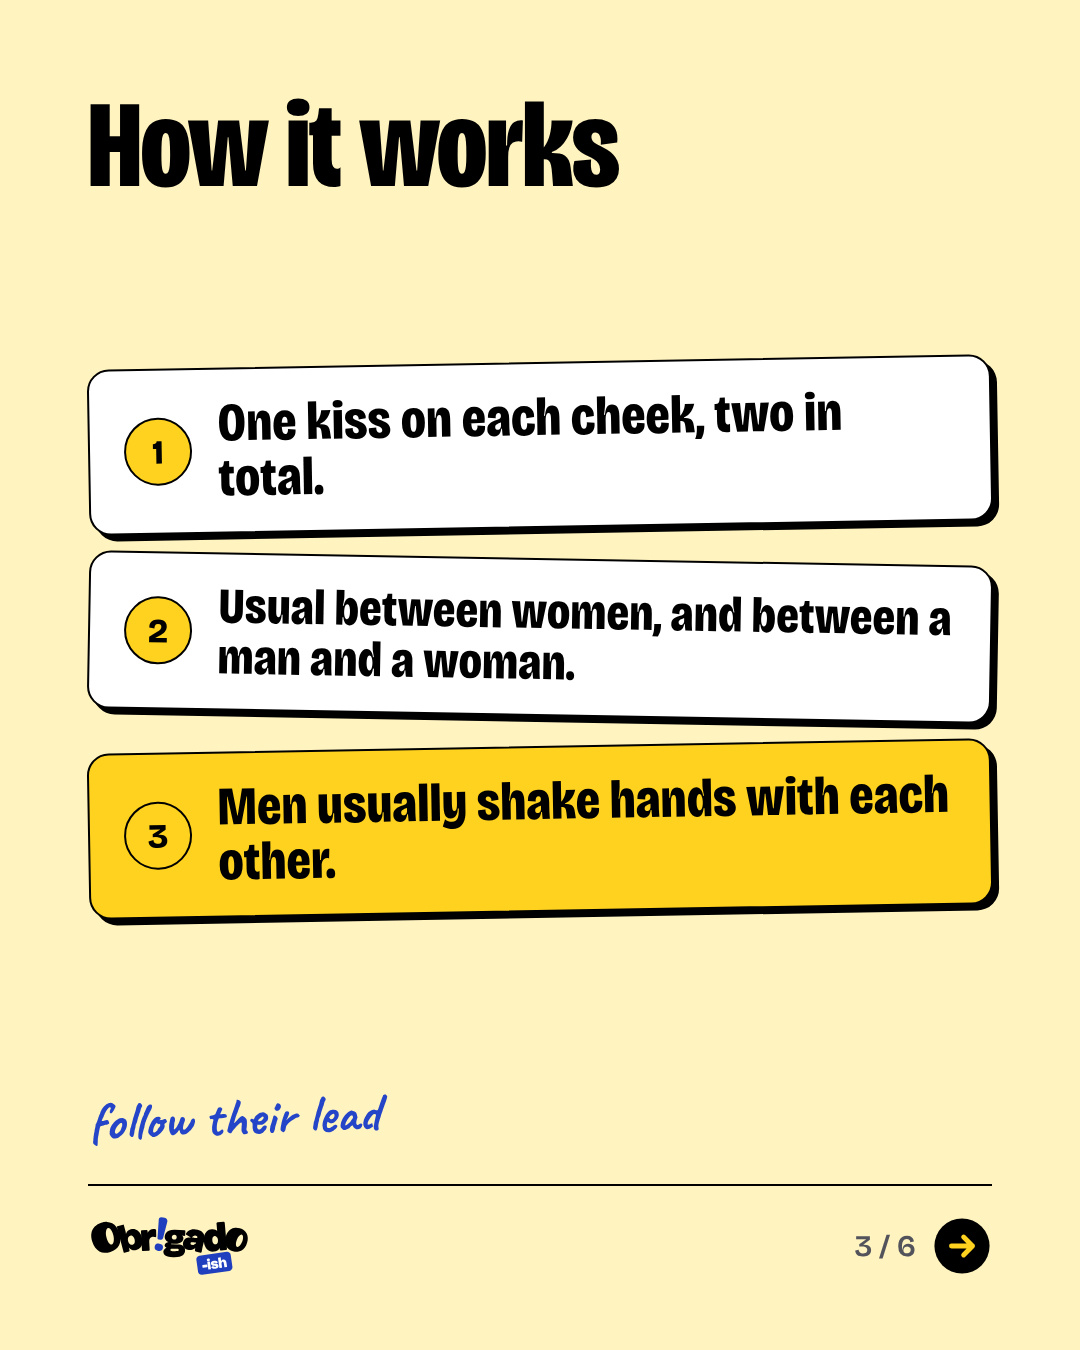 How it works
1
One kiss on each cheek, two in
total.
2
Usual between women, and between a
man and a woman.
3
Men usually shake hands with each
other.
follow their lead
Obr!gado
-ish
3 / 6